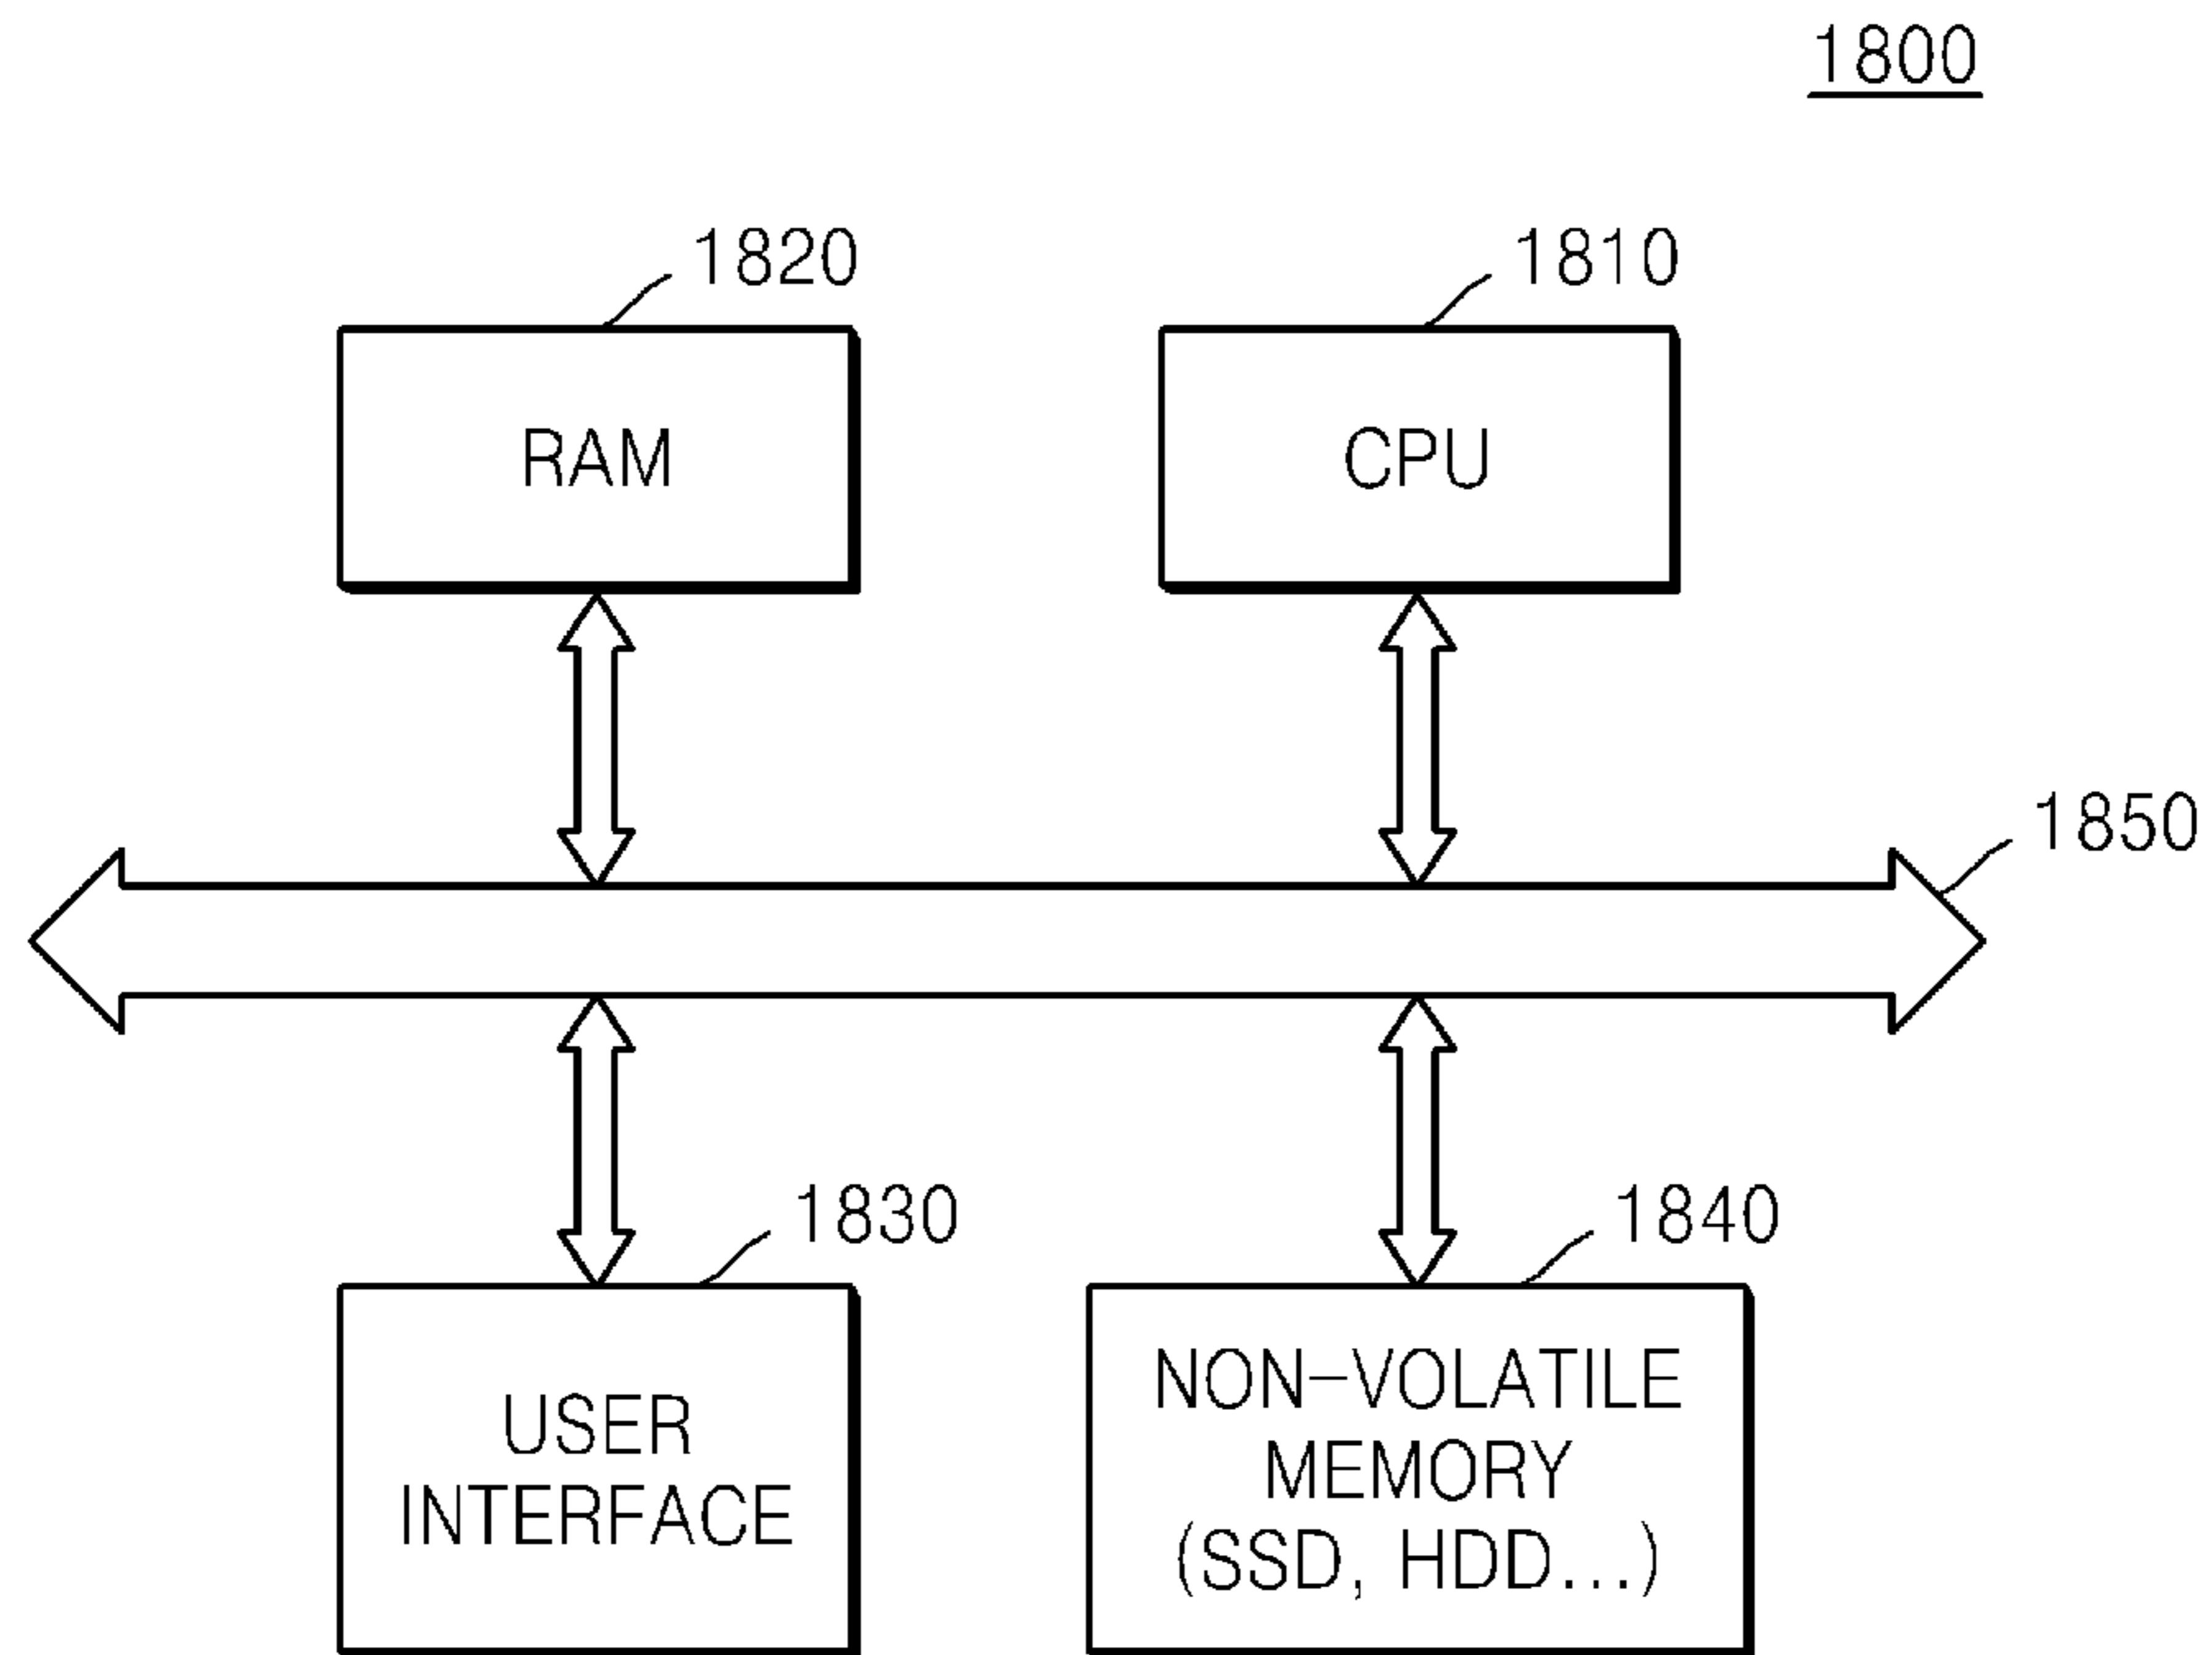 1800
1820
1810
RAM
CPU
1850
1830
1840
USER
INTERFACE
NON-VOLATILE
MEMORY
(SSD, HDD...)